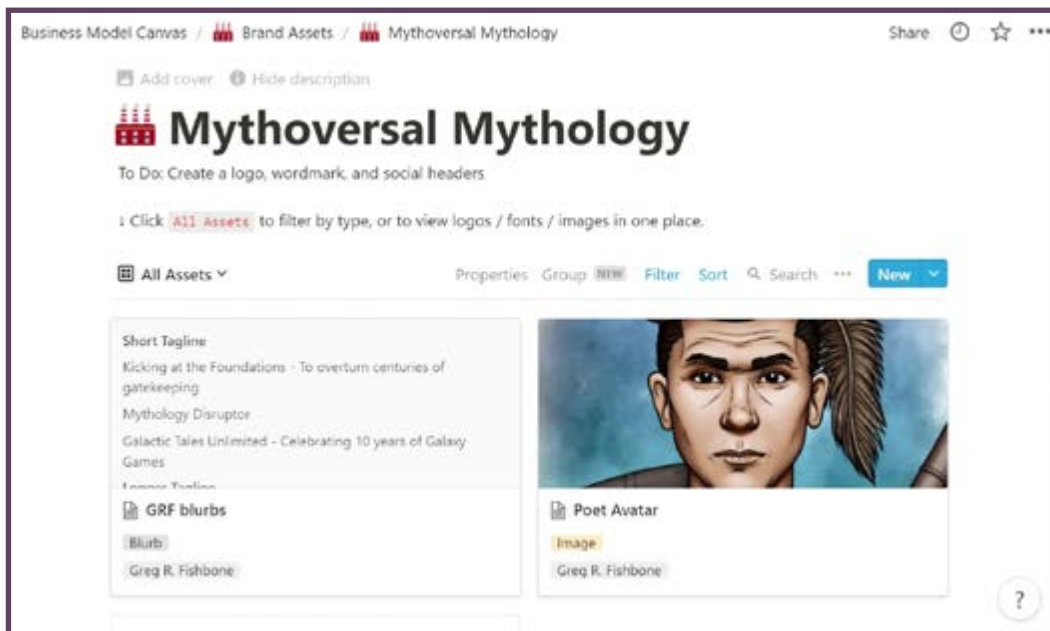 Business Model Canvas / Brand Assets / Mythoversal Mythology Share
Add cover Hide description
Mythoversal Mythology
To Do: Create a logo, wordmark, and social headers
↓ Click All Assets to filter by type, or to view logos / fonts / images in one place.
All Assets Properties Group NEW Filter Sort Search ... New
Short Tagline
Kicking at the Foundations - To overturn centuries of
gatekeeping
Mythology Disruptor
Galactic Tales Unlimited - Celebrating 10 years of Galaxy
Games
Longer Tagline
GRF blurbs
Blurb
Greg R. Fishbone
Poet Avatar
Image
Greg R. Fishbone
?